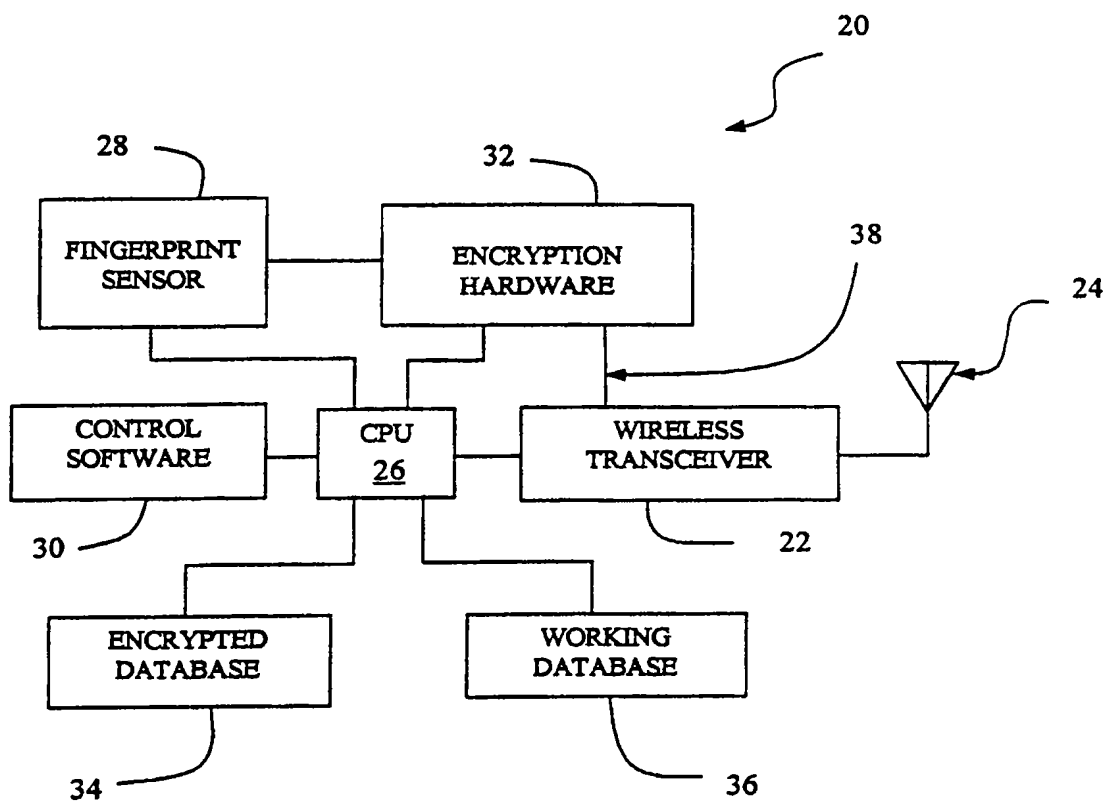 20
28
32
FINGERPRINT
SENSOR
ENCRYPTION
HARDWARE
38
24
CONTROL
SOFTWARE
CPU
26
WIRELESS
TRANSCEIVER
30
22
ENCRYPTED
DATABASE
WORKING
DATABASE
34
36